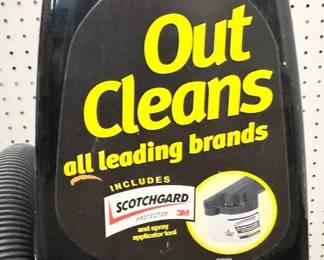 Out
Cleans
all leading brands
INCLUDES
SCOTCHGARD
PROTECTOR 3M
and spray
applicator tool